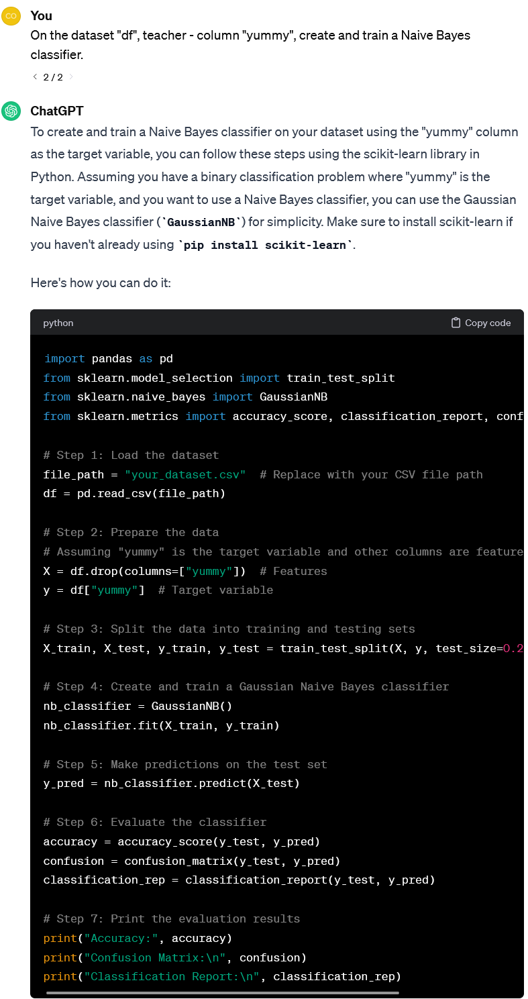 CO
You
On the dataset "df", teacher - column "yummy", create and train a Naive Bayes
classifier.
< 2 / 2 >
ChatGPT
To create and train a Naive Bayes classifier on your dataset using the "yummy" column
as the target variable, you can follow these steps using the scikit-learn library in
Python. Assuming you have a binary classification problem where "yummy" is the
target variable, and you want to use a Naive Bayes classifier, you can use the Gaussian
Naive Bayes classifier (`GaussianNB`) for simplicity. Make sure to install scikit-learn if
you haven't already using `pip install scikit-learn`.
Here's how you can do it:
python Copy code
import pandas as pd
from sklearn.model_selection import train_test_split
from sklearn.naive_bayes import GaussianNB
from sklearn.metrics import accuracy_score, classification_report, conf
# Step 1: Load the dataset
file_path = "your_dataset.csv"  # Replace with your CSV file path
df = pd.read_csv(file_path)
# Step 2: Prepare the data
# Assuming "yummy" is the target variable and other columns are feature
X = df.drop(columns=["yummy"])  # Features
y = df["yummy"]  # Target variable
# Step 3: Split the data into training and testing sets
X_train, X_test, y_train, y_test = train_test_split(X, y, test_size=0.2
# Step 4: Create and train a Gaussian Naive Bayes classifier
nb_classifier = GaussianNB()
nb_classifier.fit(X_train, y_train)
# Step 5: Make predictions on the test set
y_pred = nb_classifier.predict(X_test)
# Step 6: Evaluate the classifier
accuracy = accuracy_score(y_test, y_pred)
confusion = confusion_matrix(y_test, y_pred)
classification_rep = classification_report(y_test, y_pred)
# Step 7: Print the evaluation results
print("Accuracy:", accuracy)
print("Confusion Matrix:\n", confusion)
print("Classification Report:\n", classification_rep)